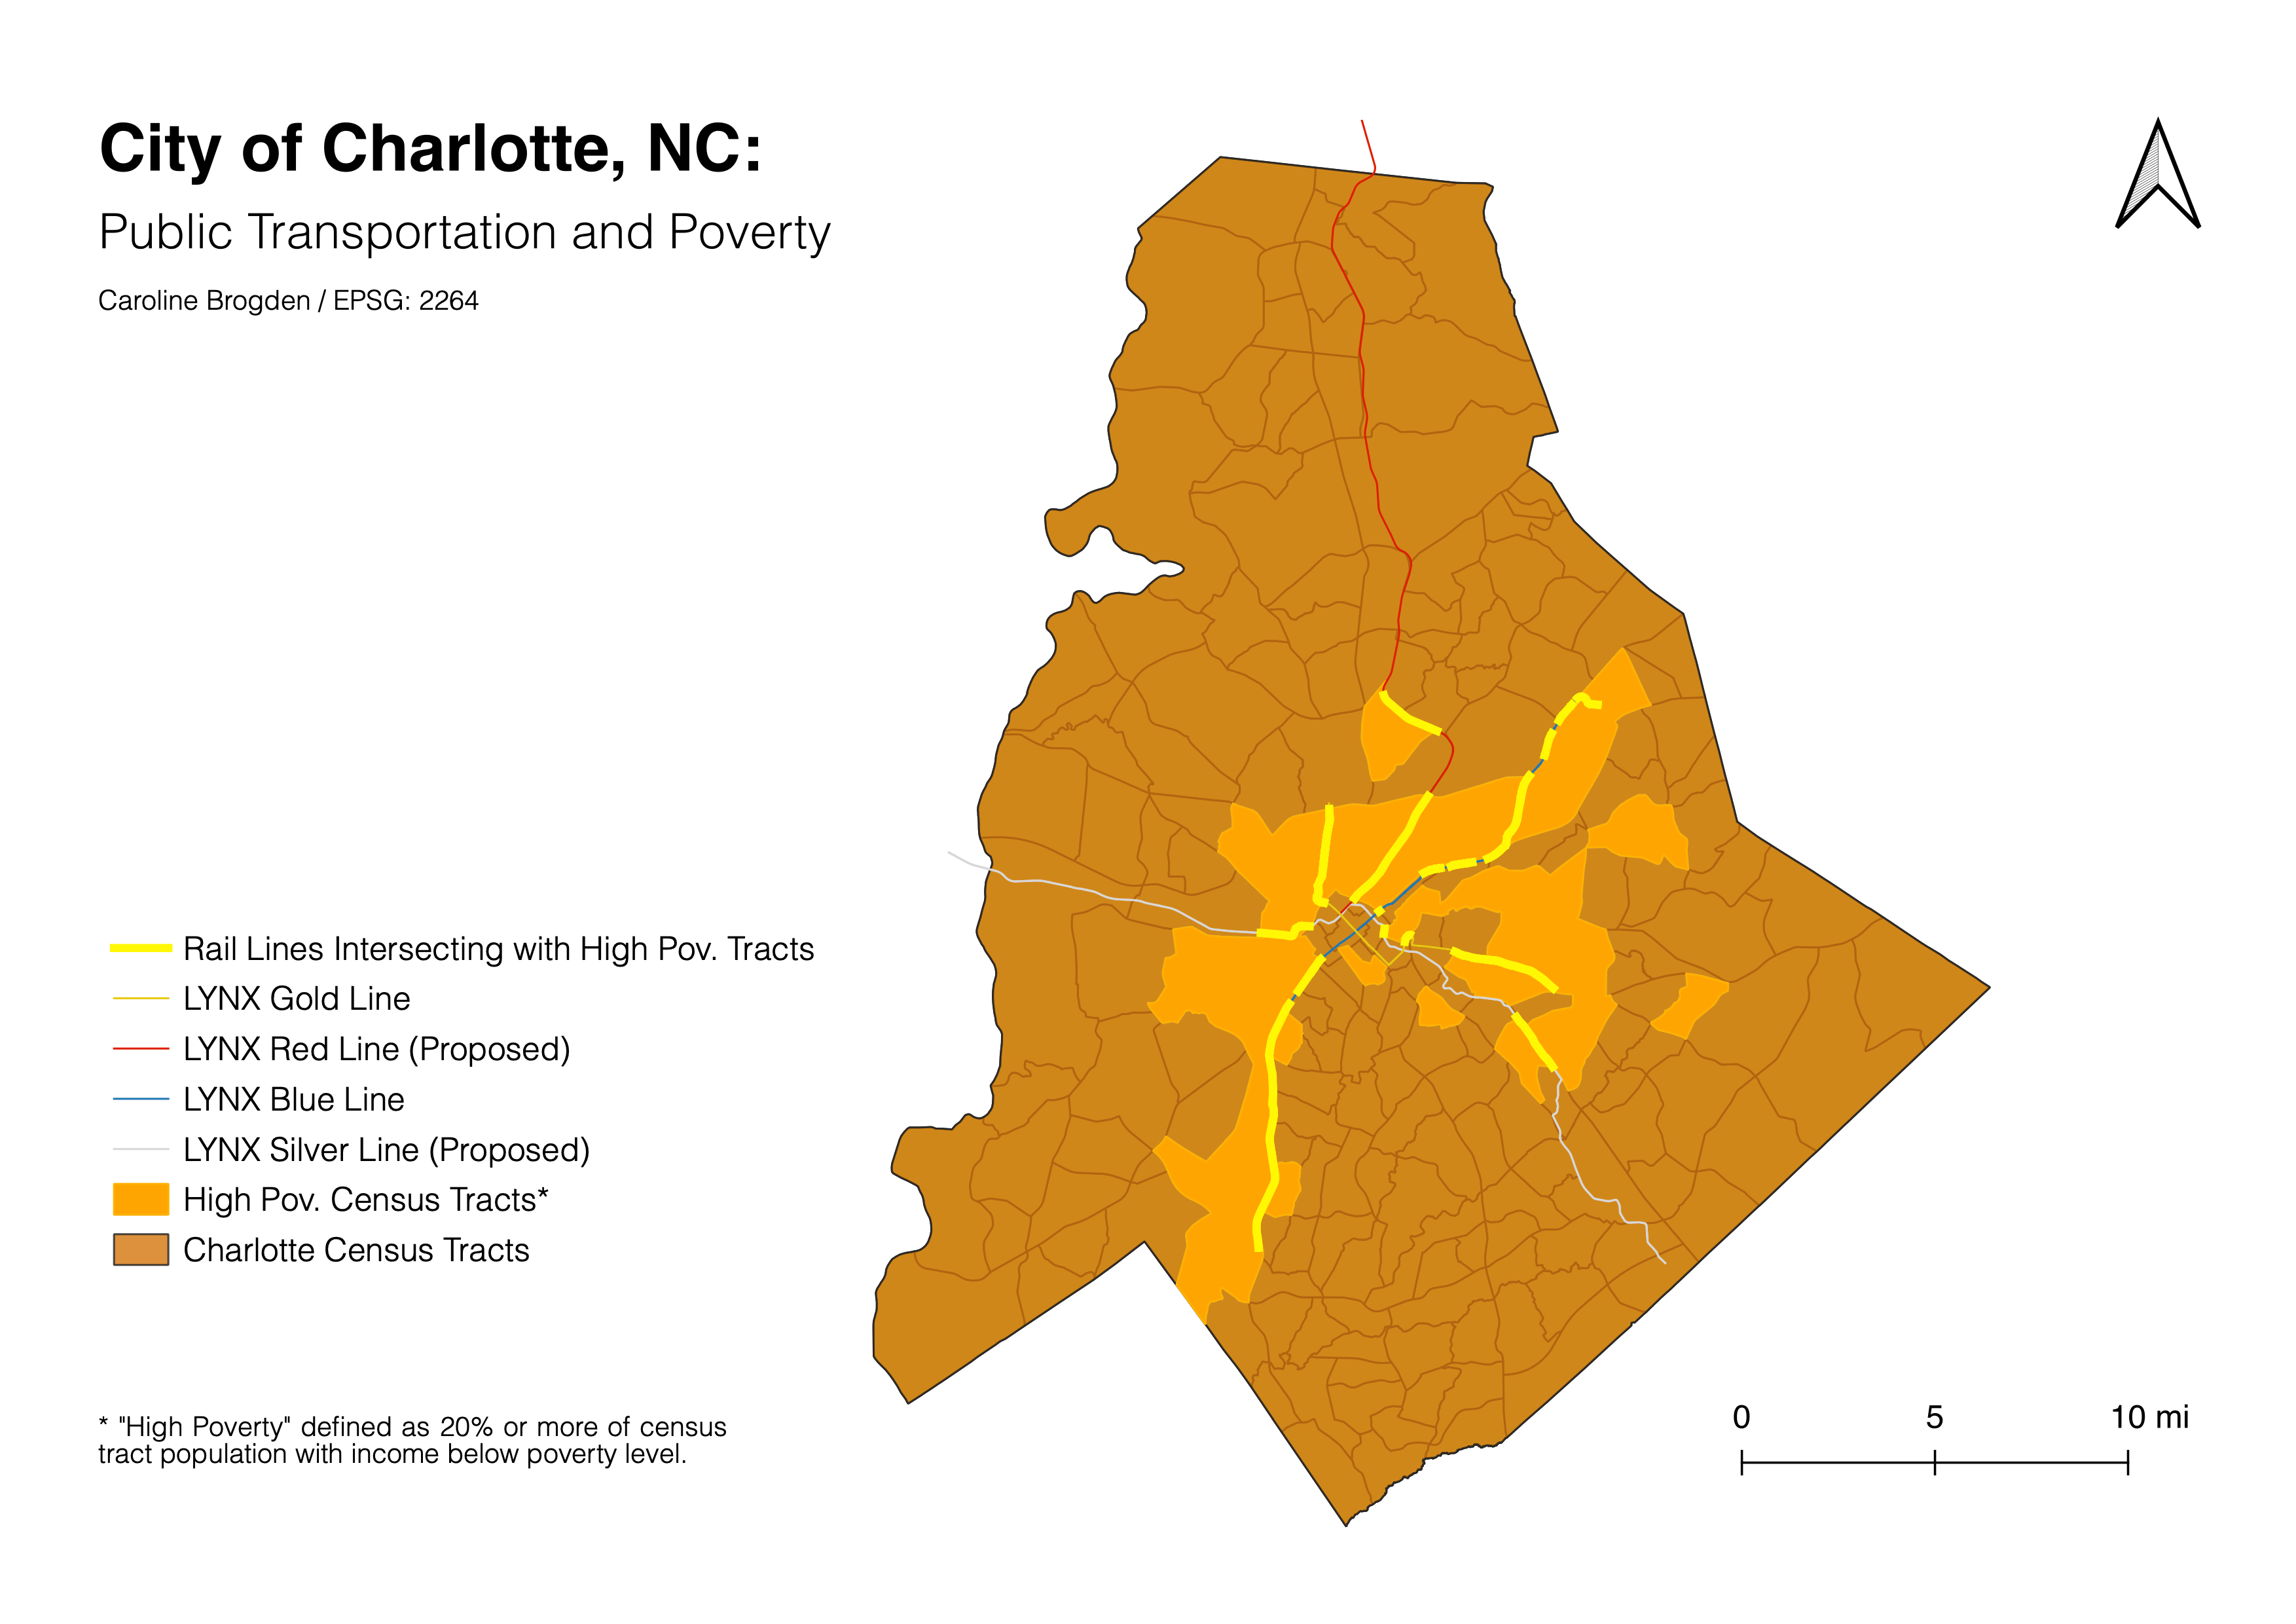 City of Charlotte, NC:
Public Transportation and Poverty
Caroline Brogden / EPSG: 2264
Rail Lines Intersecting with High Pov. Tracts
LYNX Gold Line
LYNX Red Line (Proposed)
LYNX Blue Line
LYNX Silver Line (Proposed)
High Pov. Census Tracts*
Charlotte Census Tracts
* "High Poverty" defined as 20% or more of census
tract population with income below poverty level.
0 5 10 mi